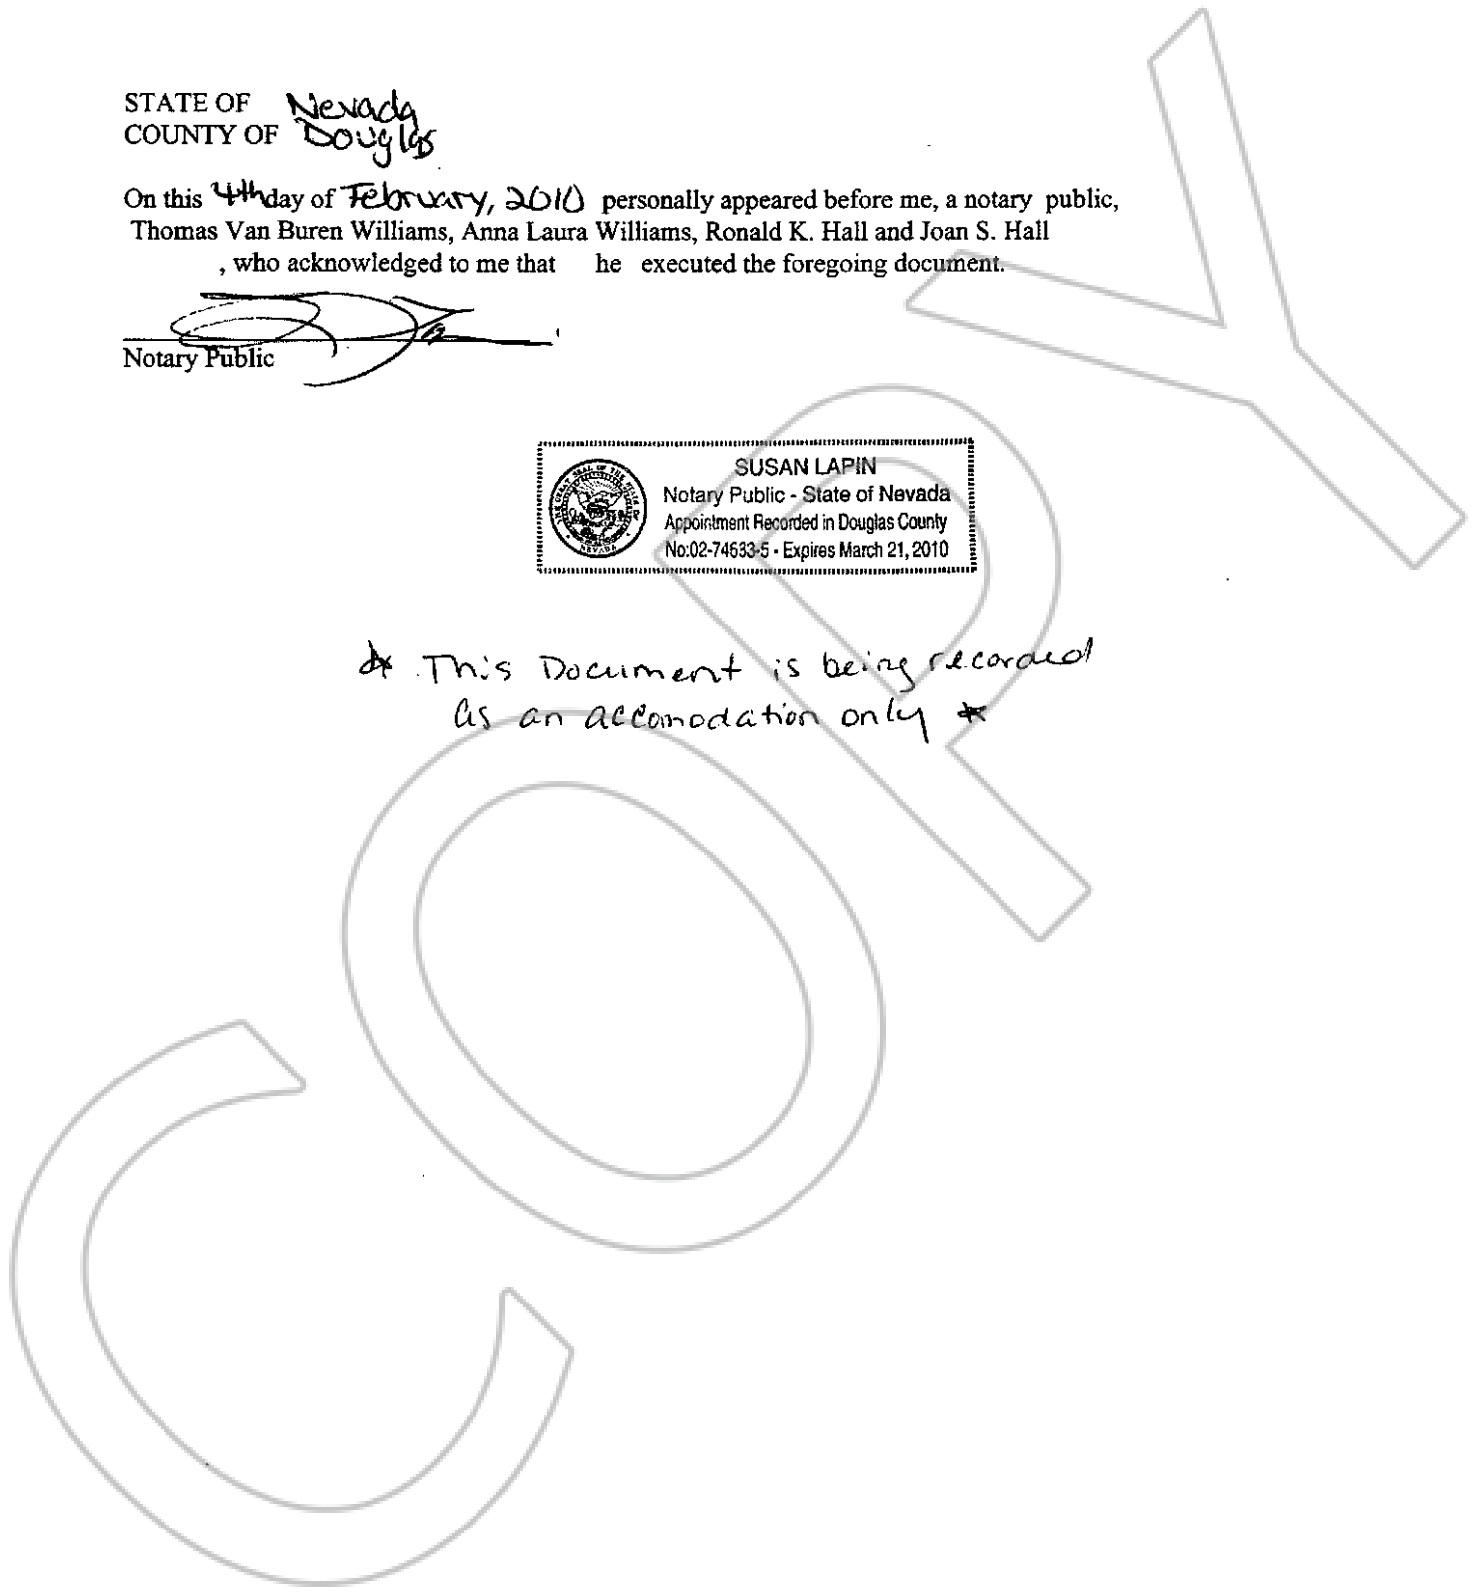 STATE OF Nevada
COUNTY OF Douglas
On this 4th day of February, 2010 personally appeared before me, a notary public,
Thomas Van Buren Williams, Anna Laura Williams, Ronald K. Hall and Joan S. Hall
, who acknowledged to me that he executed the foregoing document.
Notary Public
SUSAN LAPIN
Notary Public - State of Nevada
Appointment Recorded in Douglas County
No:02-74633-5 - Expires March 21, 2010
NEVADA
* This Document is being recorded
as an accomodation only *
COPY